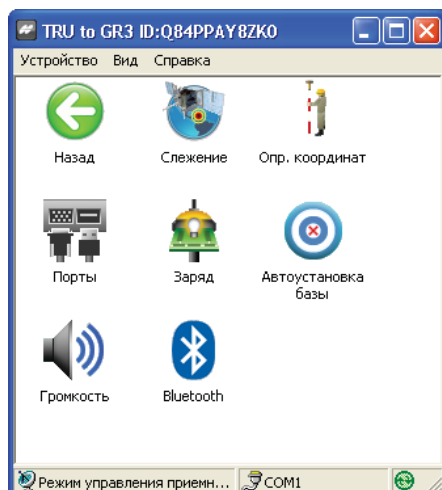 TRU to GR3 ID:Q84PPAY8ZK0
Устройство Вид Справка
Назад Слежение Опр. координат
Порты Заряд Автоустановка
базы
Громкость Bluetooth
Режим управления приемн... COM1